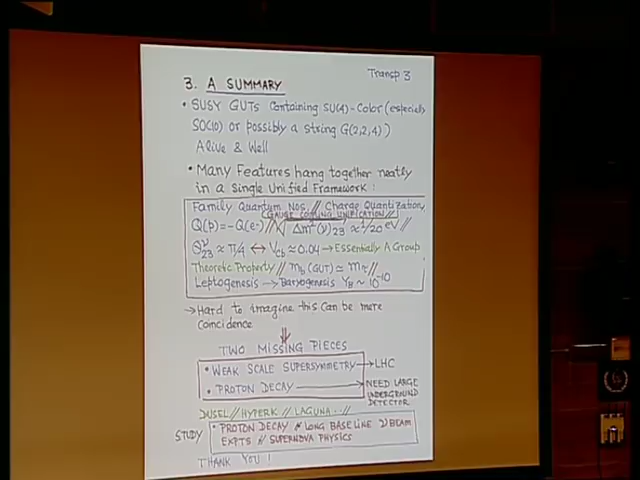 Transp 3
3. A SUMMARY
• SUSY GUTs Containing SU(4)-Color (especially
SO(10) or possibly a string G(2,2,4))
Alive & Well
• Many Features hang together neatly
in a Single Unified Framework:
Family Quantum Nos. // Charge Quantization,
GAUGE COUPLING UNIFICATION //
Q(p)=-Q(e-) // √Δm²(ν)23 ≈ 1/20 eV //
θν23 ≈ π/4 ↔ Vcb ≈ 0.04 → Essentially A Group
Theoretic Property // mb(GUT) ≃ mτ //
Leptogenesis → Baryogenesis YB ~ 10-10
→ Hard to imagine this Can be mere
Coincidence
⇓
TWO MISSING PIECES
• WEAK SCALE SUPERSYMMETRY → LHC
• PROTON DECAY → NEED LARGE
UNDERGROUND
DETECTOR
DUSEL // HYPERK // LAGUNA... //
STUDY • PROTON DECAY // LONG BASELINE ν BEAM
EXPTS // SUPERNOVA PHYSICS
THANK YOU!